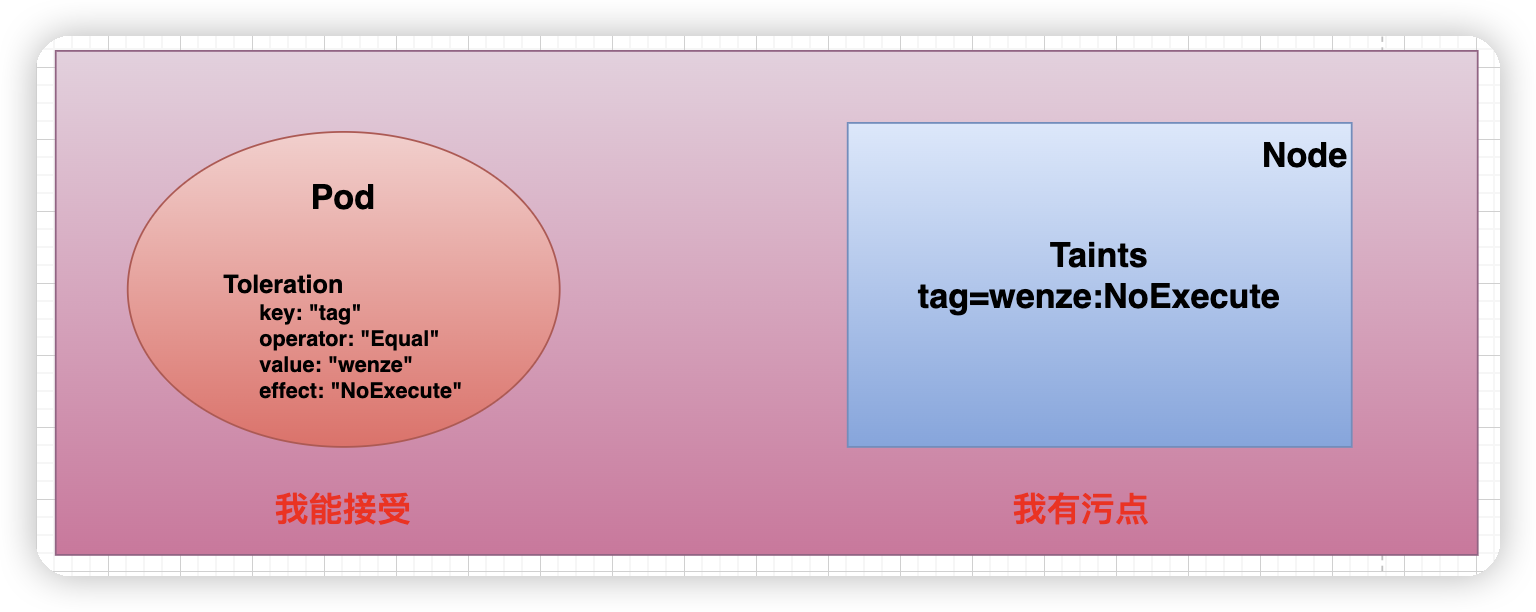 Pod
Toleration
key: "tag"
operator: "Equal"
value: "wenze"
effect: "NoExecute"
我能接受
Node
Taints
tag=wenze:NoExecute
我有污点